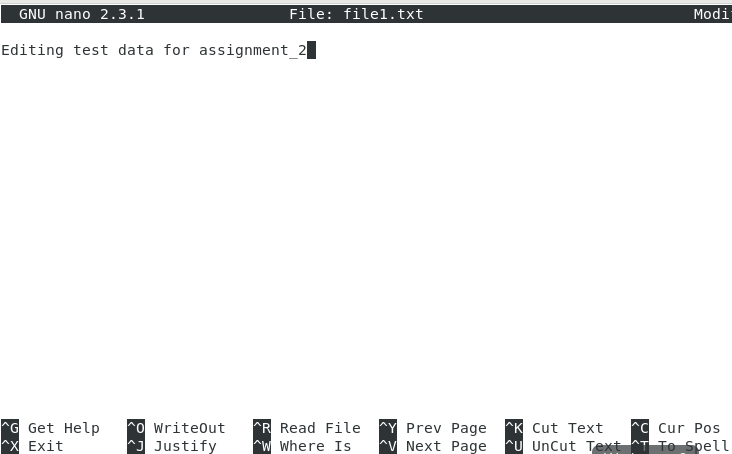 GNU nano 2.3.1 File: file1.txt Modi
Editing test data for assignment_2
^G Get Help ^O WriteOut ^R Read File ^Y Prev Page ^K Cut Text ^C Cur Pos
^X Exit ^J Justify ^W Where Is ^V Next Page ^U UnCut Text ^T To Spell